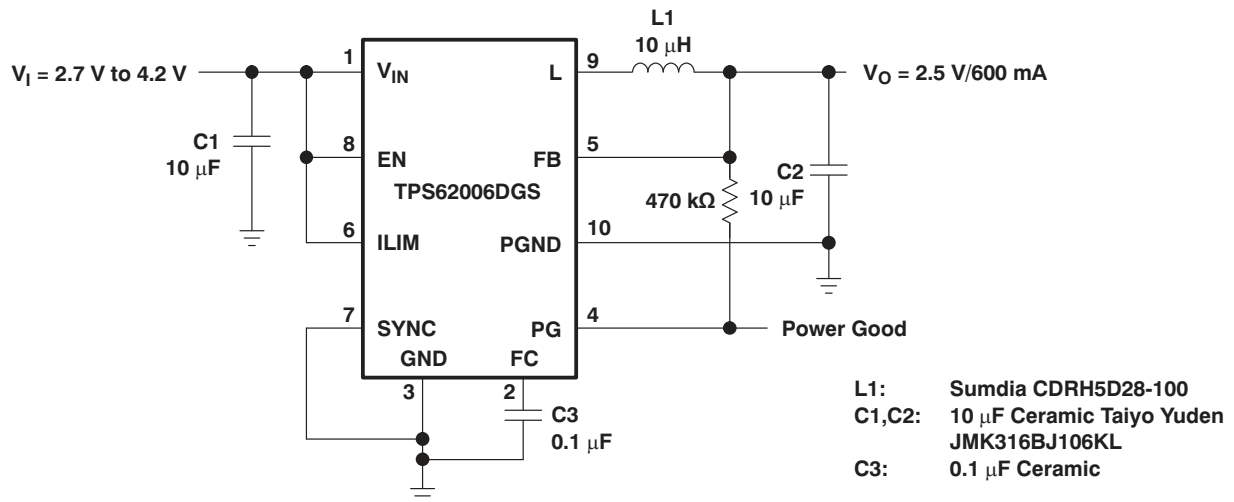 L1
10 μH
V_I = 2.7 V to 4.2 V
1
V_IN
L
9
V_O = 2.5 V/600 mA
C1
10 μF
8
EN
FB
5
TPS62006DGS
470 kΩ
C2
10 μF
6
ILIM
PGND
10
7
SYNC
PG
4
Power Good
GND
FC
3
2
C3
0.1 μF
L1: Sumdia CDRH5D28-100
C1,C2: 10 μF Ceramic Taiyo Yuden
JMK316BJ106KL
C3: 0.1 μF Ceramic